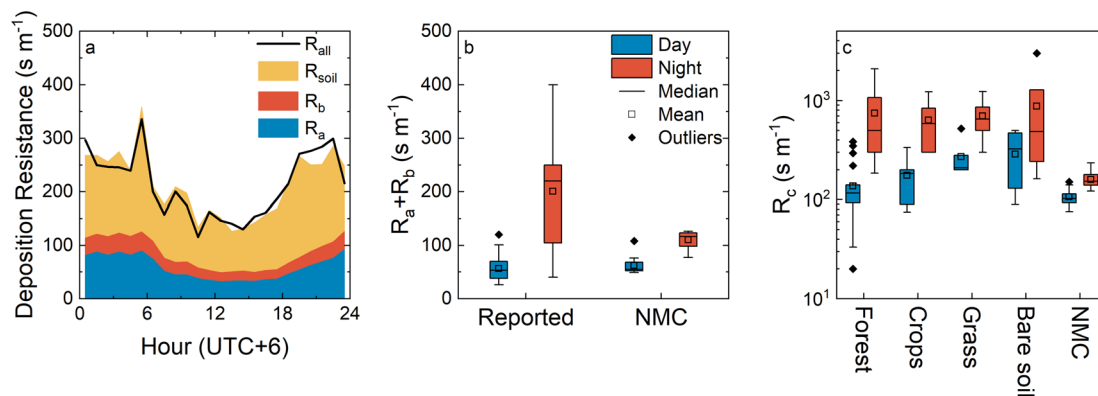 a
500
400
300
200
100
0
Deposition Resistance (s m⁻¹)
R_all
R_soil
R_b
R_a
0 6 12 18 24
Hour (UTC+6)
b
500
400
300
200
100
0
R_a+R_b (s m⁻¹)
Day
Night
Median
Mean
Outliers
Reported NMC
c
10³
10²
10¹
R_c (s m⁻¹)
Forest
Crops
Grass
Bare soil
NMC